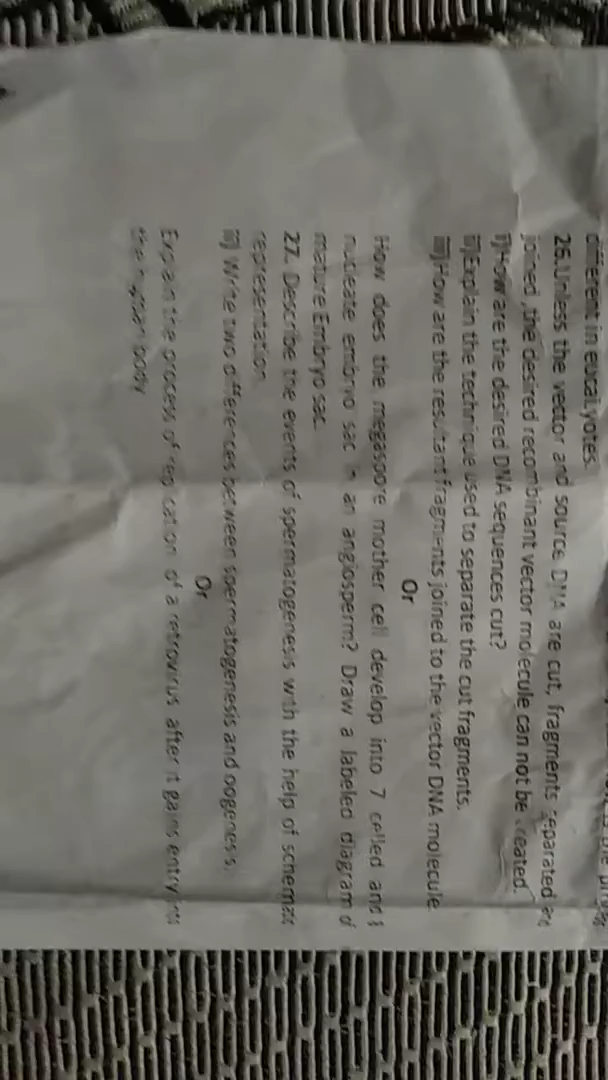 different in eucalyotes.
26.Unless the vector and source DNA are cut, fragments separated are
joined ,the desired recombinant vector molecule can not be created.
i)How are the desired DNA sequences cut?
ii)Explain the technique used to separate the cut fragments.
iii)How are the resultant fragments joined to the vector DNA molecule.
Or
How does the megaspore mother cell develop into 7 celled and 8
nucleate embryo sac in an angiosperm? Draw a labeled diagram of
mature Embryo sac.
27. Describe the events of spermatogenesis with the help of schematic
representation.
iii) Write two differences between spermatogenesis and oogenesis.
Or
Explain the process of replication of a retrovirus after it gains entry into
the human body